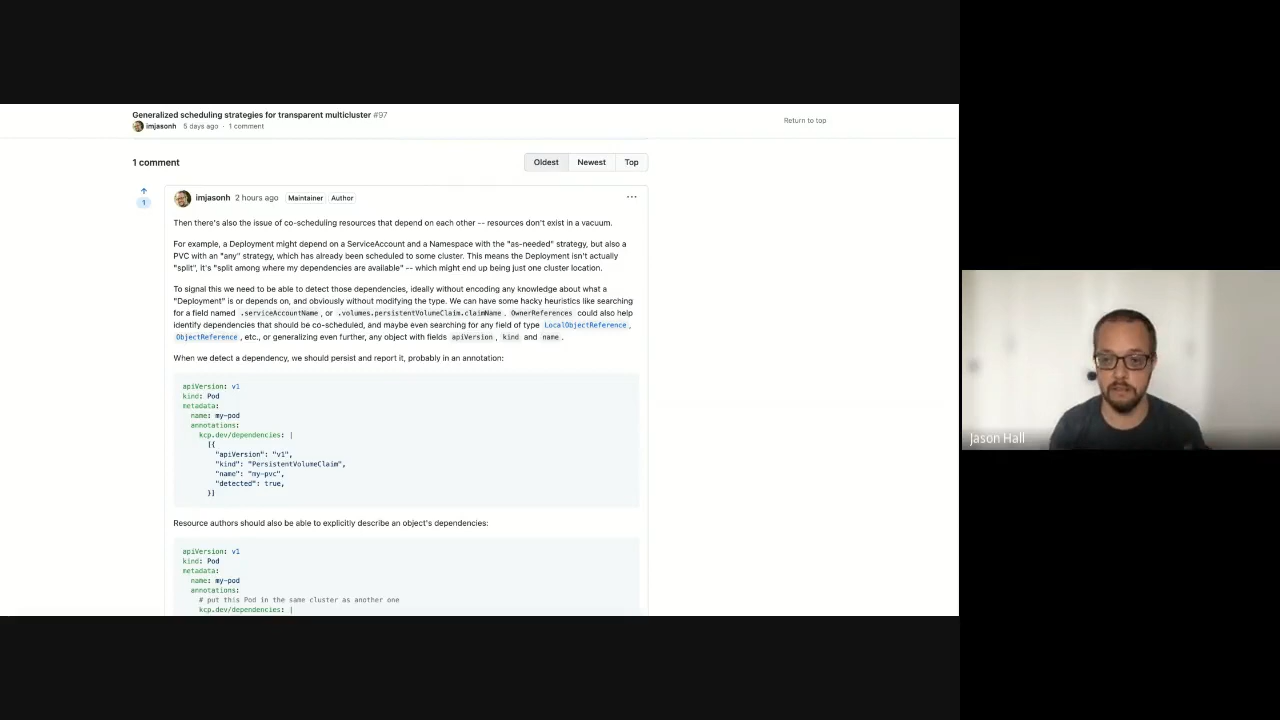 Generalized scheduling strategies for transparent multicluster #97
imjasonh 5 days ago · 1 comment
Return to top
1 comment
Oldest Newest Top
1
imjasonh 2 hours ago Maintainer Author ...
Then there's also the issue of co-scheduling resources that depend on each other -- resources don't exist in a vacuum.
For example, a Deployment might depend on a ServiceAccount and a Namespace with the "as-needed" strategy, but also a
PVC with an "any" strategy, which has already been scheduled to some cluster. This means the Deployment isn't actually
"split", it's "split among where my dependencies are available" -- which might end up being just one cluster location.
To signal this we need to be able to detect those dependencies, ideally without encoding any knowledge about what a
"Deployment" is or depends on, and obviously without modifying the type. We can have some hacky heuristics like searching
for a field named .serviceAccountName, or .volumes.persistentVolumeClaim.claimName. OwnerReferences could also help
identify dependencies that should be co-scheduled, and maybe even searching for any field of type LocalObjectReference,
ObjectReference, etc., or generalizing even further, any object with fields apiVersion, kind and name.
When we detect a dependency, we should persist and report it, probably in an annotation:
apiVersion: v1
kind: Pod
metadata:
name: my-pod
annotations:
kcp.dev/dependencies: |
[{
"apiVersion": "v1",
"kind": "PersistentVolumeClaim",
"name": "my-pvc",
"detected": true,
}]
Resource authors should also be able to explicitly describe an object's dependencies:
apiVersion: v1
kind: Pod
metadata:
name: my-pod
annotations:
# put this Pod in the same cluster as another one
kcp.dev/dependencies: |
Jason Hall